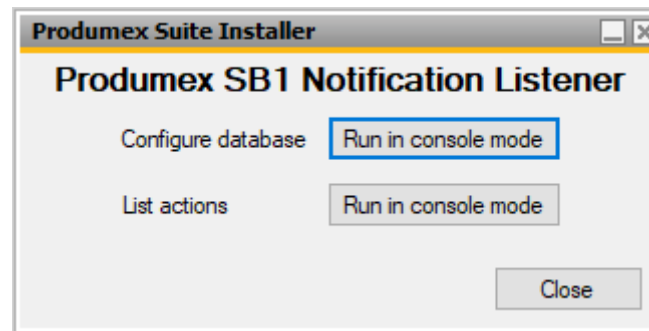 Produmex Suite Installer
Produmex SB1 Notification Listener
Configure database Run in console mode
List actions Run in console mode
Close